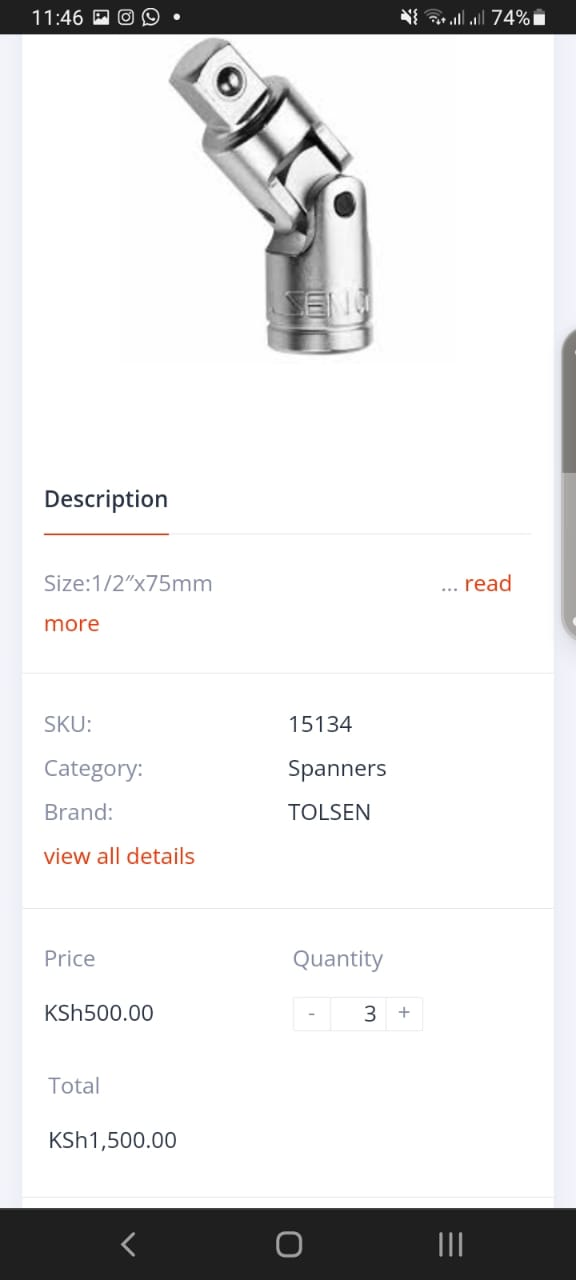 11:46
74%
SEN
Description
Size:1/2″x75mm ... read
more
SKU: 15134
Category: Spanners
Brand: TOLSEN
view all details
Price Quantity
KSh500.00 - 3 +
Total
KSh1,500.00